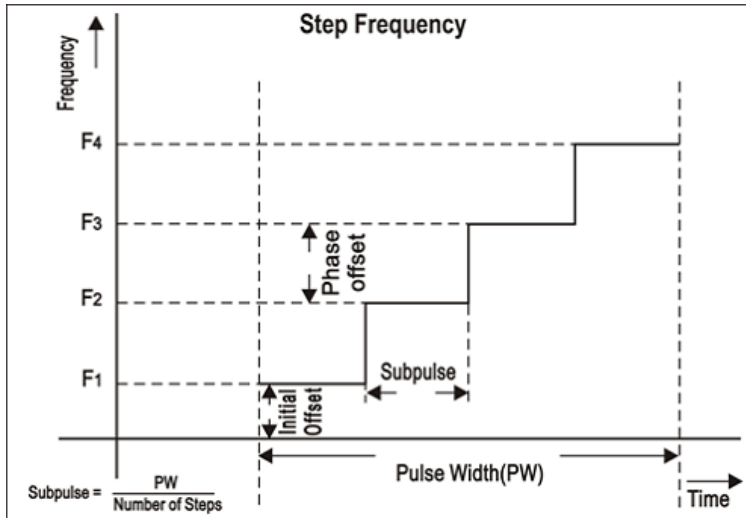 Step Frequency
Frequency
F4
F3
Phase
offset
F2
Subpulse
F1
Initial
Offset
Pulse Width(PW)
Time
Subpulse = PW
Number of Steps